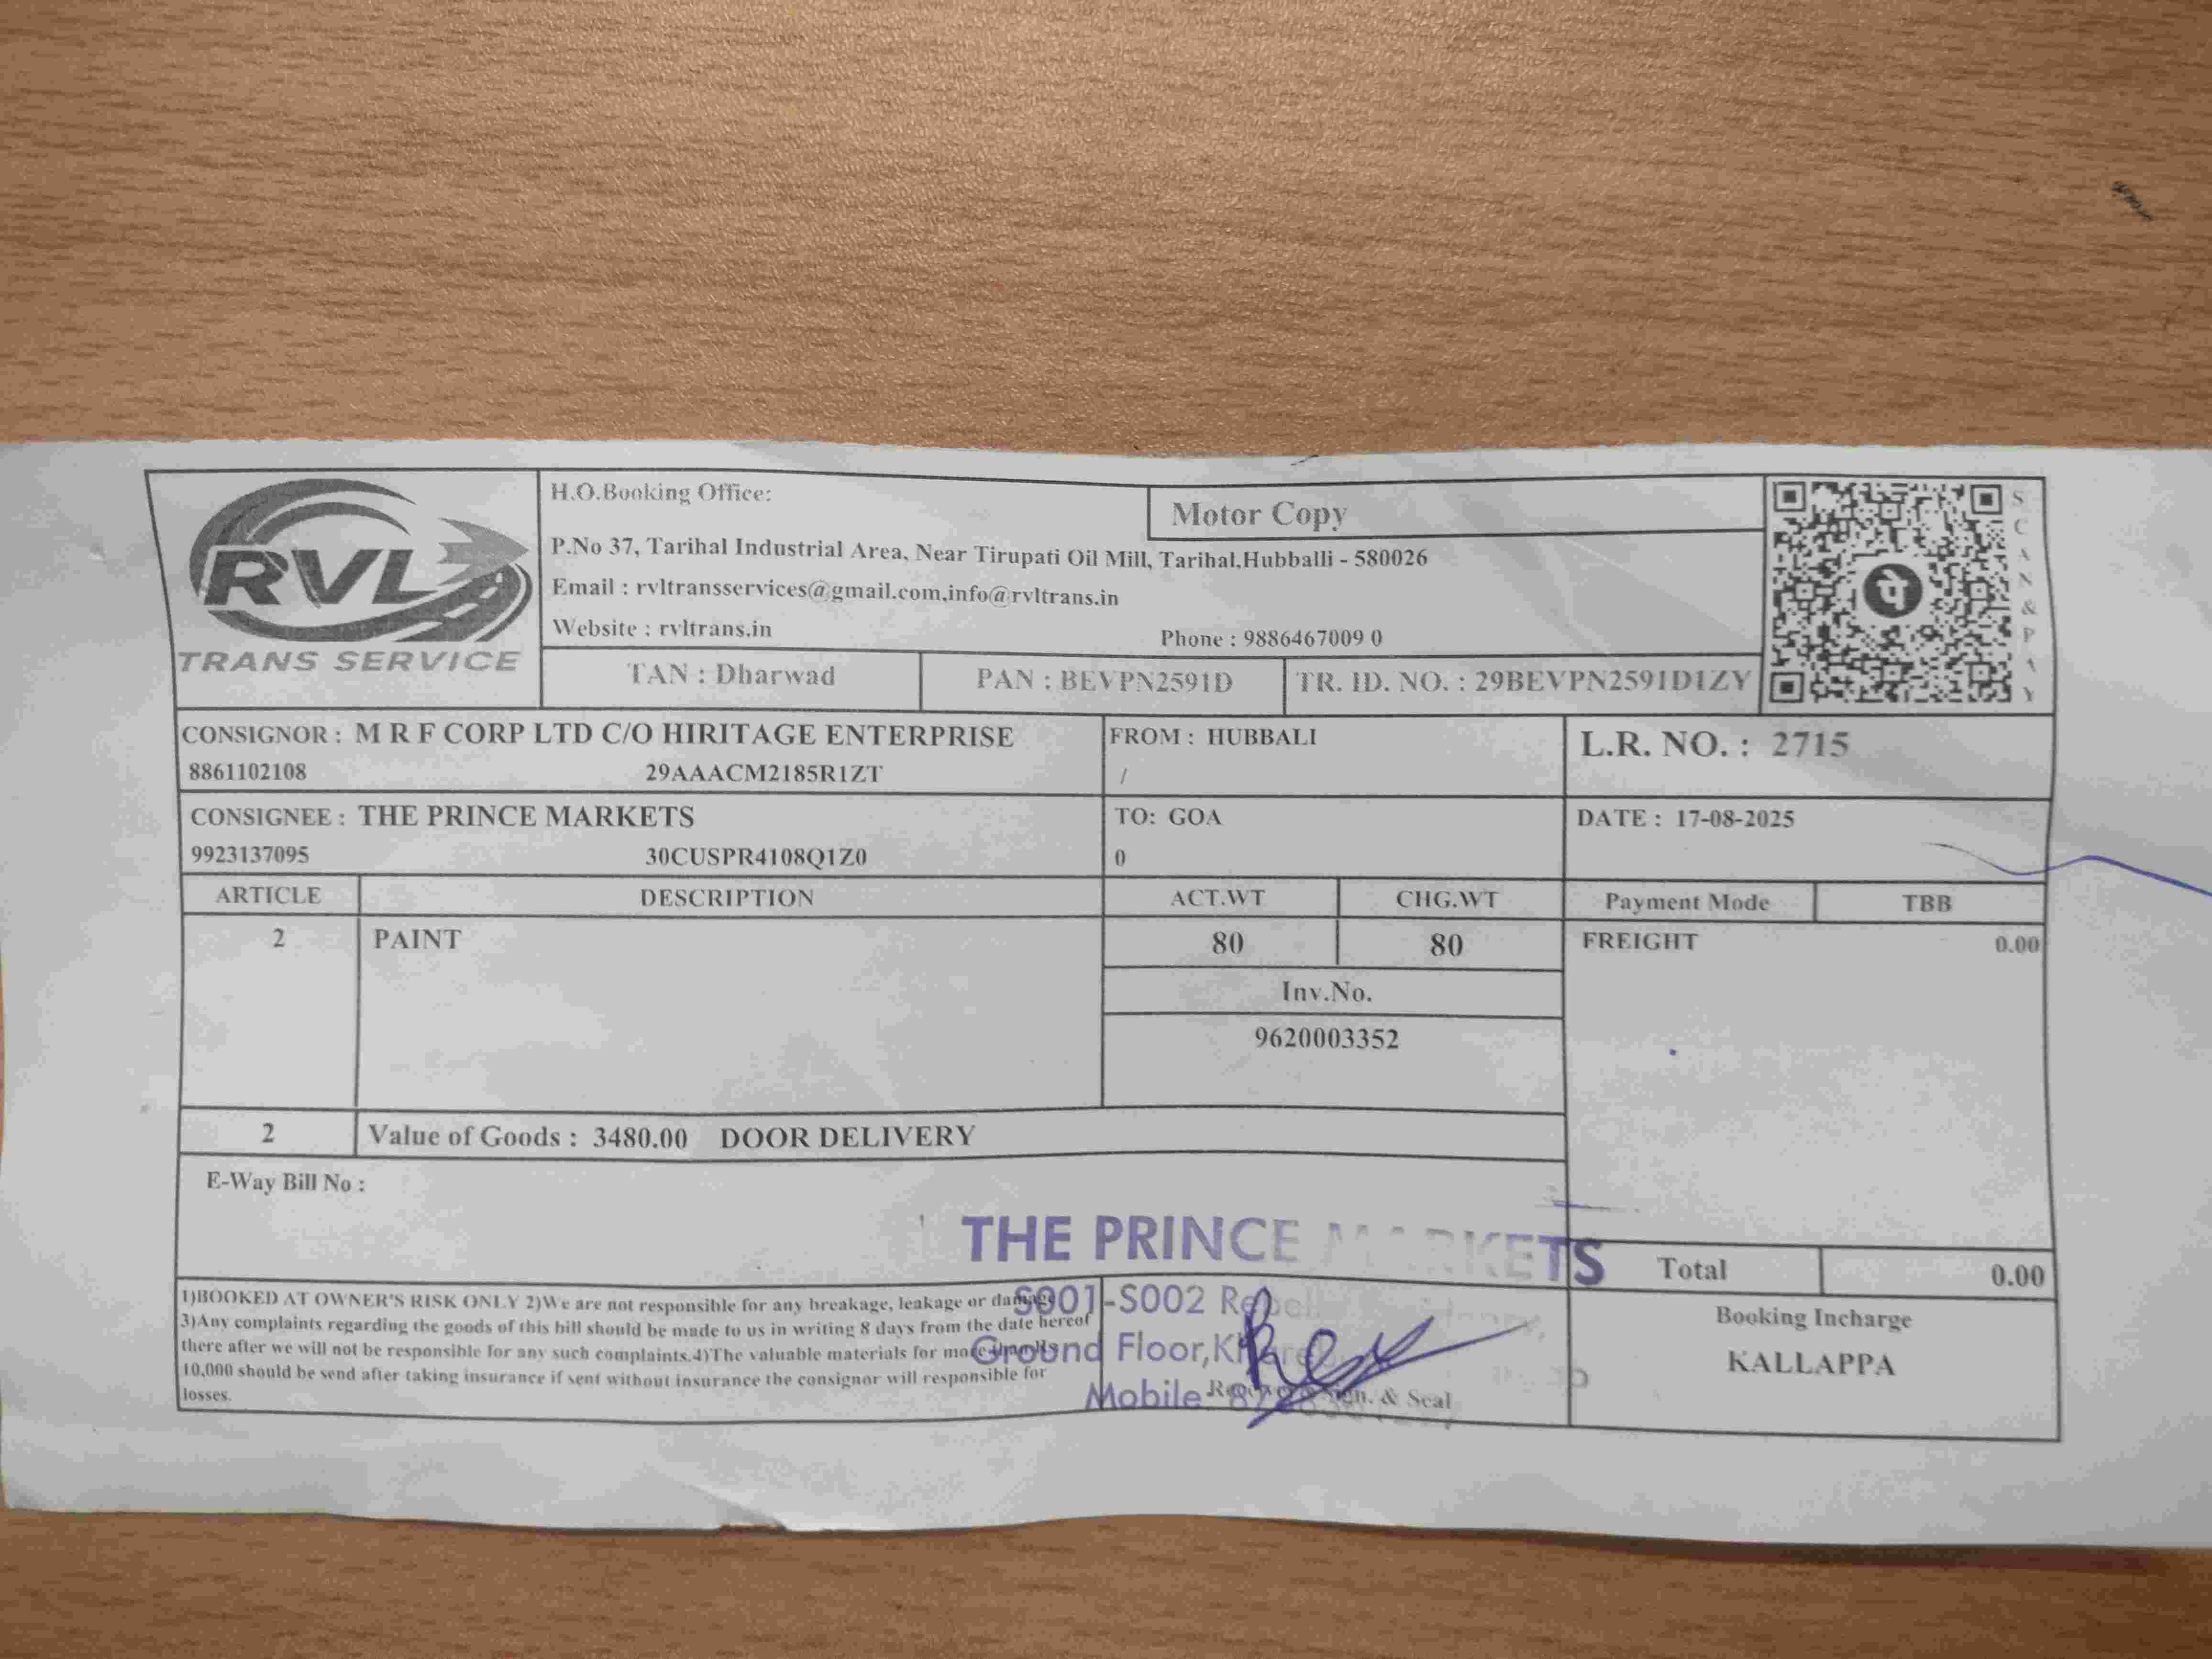 RVL
TRANS SERVICE
H.O.Booking Office:
Motor Copy
P.No 37, Tarihal Industrial Area, Near Tirupati Oil Mill, Tarihal,Hubballi - 580026
Email : rvltransservices@gmail.com,info@rvltrans.in
Website : rvltrans.in Phone : 9886467009 0
TAN : Dharwad PAN : BEVPN2591D TR. ID. NO. : 29BEVPN2591D1ZY
पे
SCAN & PAY
CONSIGNOR : M R F CORP LTD C/O HIRITAGE ENTERPRISE FROM : HUBBALI L.R. NO. : 2715
8861102108 29AAACM2185R1ZT /
CONSIGNEE : THE PRINCE MARKETS TO: GOA DATE : 17-08-2025
9923137095 30CUSPR4108Q1Z0 0
ARTICLE DESCRIPTION ACT.WT CHG.WT Payment Mode TBB
2 PAINT 80 80 FREIGHT 0.00
Inv.No.
9620003352
2 Value of Goods : 3480.00 DOOR DELIVERY
E-Way Bill No :
THE PRINCE MARKETS
Total 0.00
1)BOOKED AT OWNER'S RISK ONLY 2)We are not responsible for any breakage, leakage or damage
3)Any complaints regarding the goods of this bill should be made to us in writing 8 days from the date hereof
there after we will not be responsible for any such complaints.4)The valuable materials for more than Rs
10,000 should be send after taking insurance if sent without insurance the consignor will responsible for
losses.
S001-S002
Ground Floor,
Mobile
Sign. & Seal
Booking Incharge
KALLAPPA